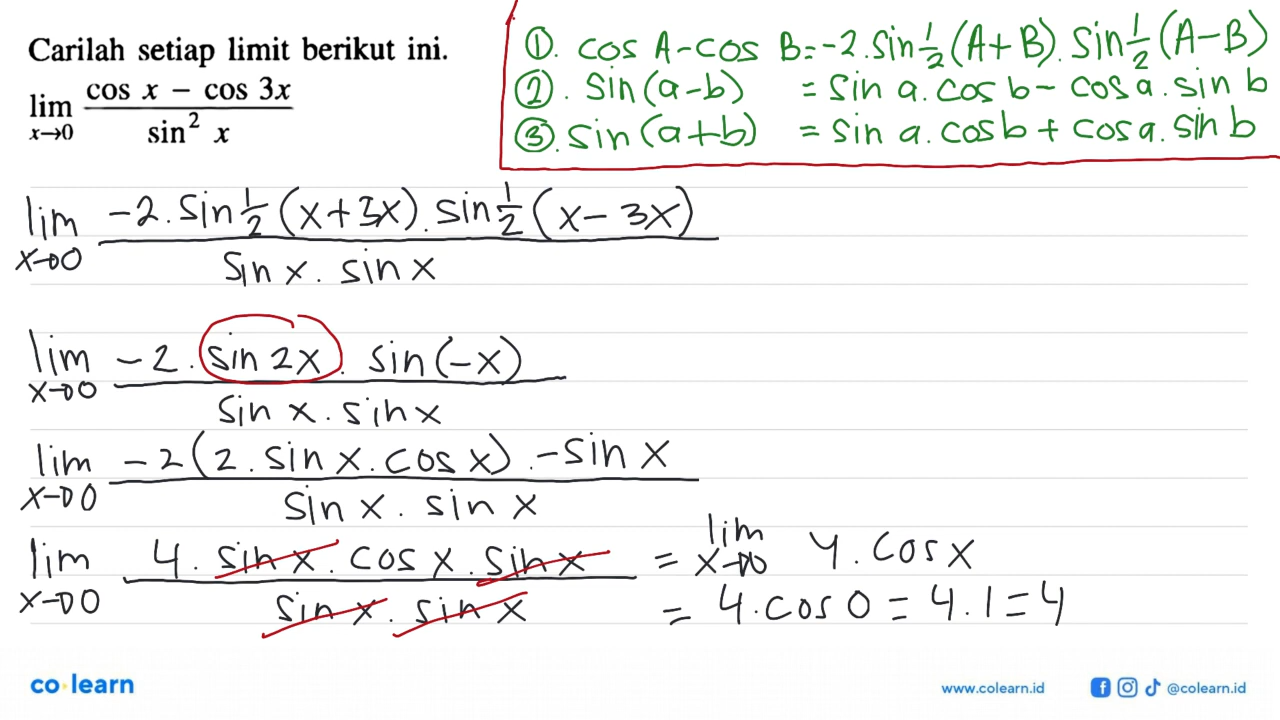 Carilah setiap limit berikut ini.
lim x→0 (cos x − cos 3x)/(sin² x)
①. cos A - cos B = -2. sin ½ (A + B). sin ½ (A - B)
②. sin (a-b) = sin a. cos b - cos a. sin b
③. sin (a+b) = sin a. cos b + cos a. sin b
lim x→0 (-2. sin ½ (x + 3x). sin ½ (x - 3x))/(sin x. sin x)
lim x→0 (-2. sin 2x. sin(-x))/(sin x. sin x)
lim x→0 (-2(2. sin x. cos x). -sin x)/(sin x. sin x)
lim x→0 (4. sin x. cos x. sin x)/(sin x. sin x) = lim x→0 4. cos x
= 4. cos 0 = 4.1 = 4
co learn
www.colearn.id @colearn.id